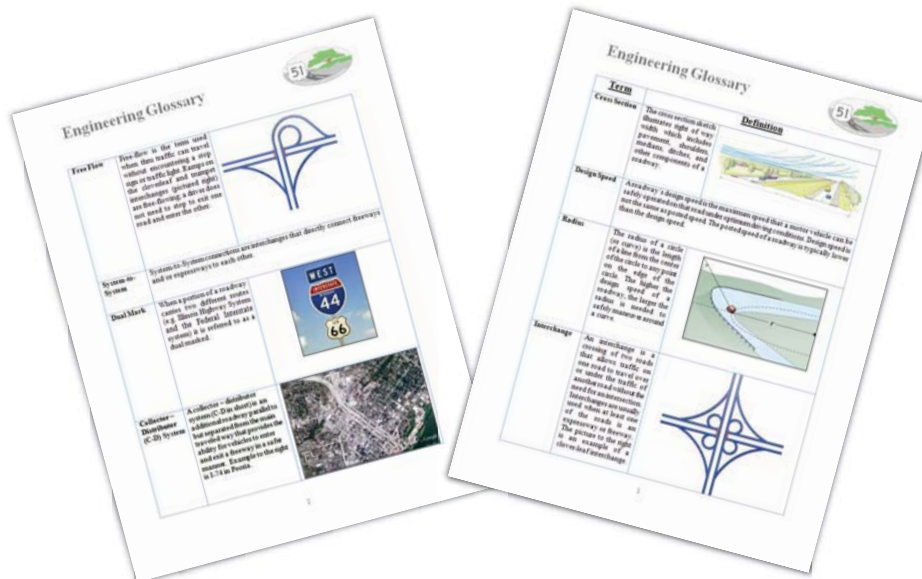 Engineering Glossary
51
Free Flow
Free-flow is the term used
when then traffic can travel
without encountering a stop
sign or traffic light. Ramps on
the cloverleaf and trumpet
interchanges (pictured right)
are free-flowing; a driver does
not need to stop to exit one
road and enter the other.
System-to-
System
System-to-System connections are interchanges that directly connect freeways
and/or expressways to each other.
Dual Mark
When a portion of a roadway
carries two different routes
(e.g. Illinois Highway System
and the Federal Interstate
system) it is referred to as a
dual marked.
WEST
INTERSTATE
44
66
Collector –
Distributor
(C-D) System
A collector – distributor
system (C-D in short) is an
additional roadway parallel to
but separated from the main
traveled way that provides the
ability for vehicles to enter
and exit a freeway in a safe
manner. Example to the right
is I-74 in Peoria.
Engineering Glossary
51
Term
Definition
Cross Section
The cross section sketch
illustrates right of way
width which includes
pavement, shoulders,
medians, ditches, and
other components of a
roadway.
Design Speed
A roadway's design speed is the maximum speed that a motor vehicle can be
safely operated on that road under optimum driving conditions. Design speed is
not the same as posted speed. The posted speed of a roadway is typically lower
than the design speed.
Radius
The radius of a circle
(or curve) is the length
of a line from the center
of the circle to any point
on the edge of the
circle. The higher the
design speed of a
roadway, the larger the
radius is needed to
safely maneuver around
a curve.
Interchange
An interchange is a
crossing of two roads
that allows traffic on
one road to travel over
or under the traffic of
another road without the
need for an intersection.
Interchanges are usually
used when at least one
of the roads is an
expressway or freeway.
The picture to the right
is an example of a
cloverleaf interchange.